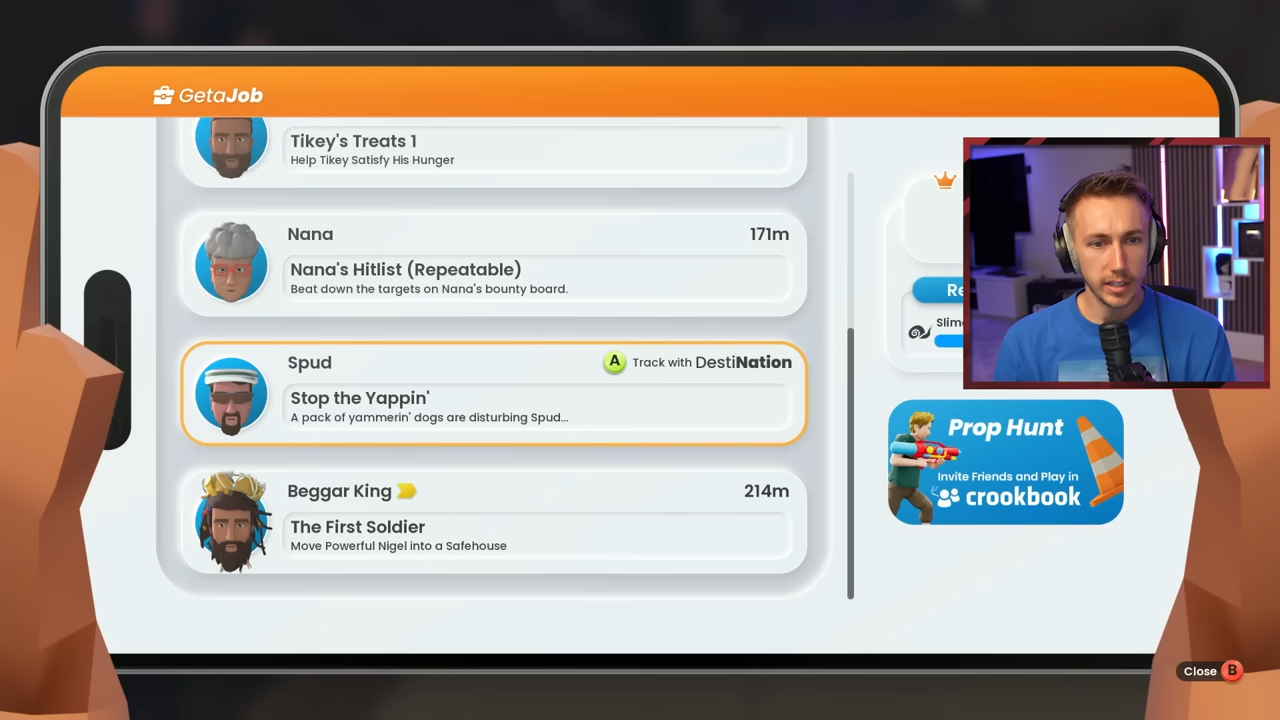 GetaJob
Tikey's Treats 1
Help Tikey Satisfy His Hunger
Nana
171m
Nana's Hitlist (Repeatable)
Beat down the targets on Nana's bounty board.
Spud
A Track with DestiNation
Stop the Yappin'
A pack of yammerin' dogs are disturbing Spud...
Beggar King
214m
The First Soldier
Move Powerful Nigel into a Safehouse
Prop Hunt
Invite Friends and Play in
crookbook
Close B